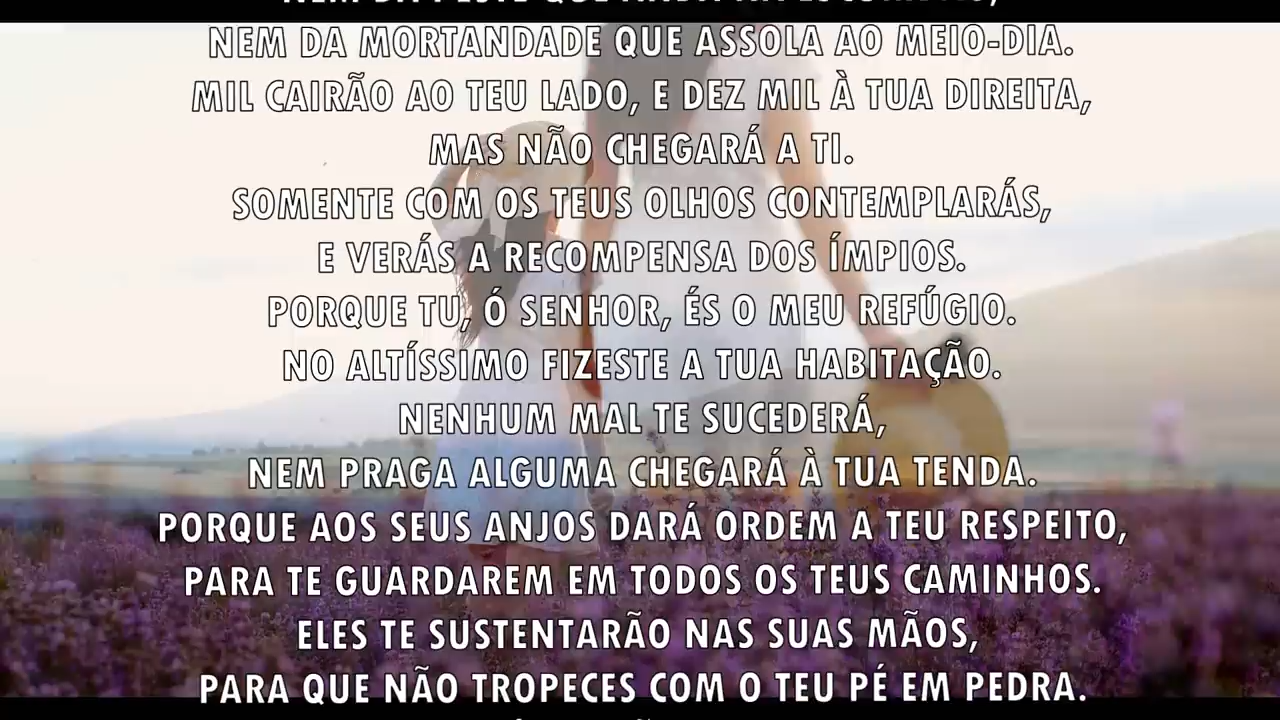 NEM DA MORTANDADE QUE ASSOLA AO MEIO-DIA.
MIL CAIRÃO AO TEU LADO, E DEZ MIL À TUA DIREITA,
MAS NÃO CHEGARÁ A TI.
SOMENTE COM OS TEUS OLHOS CONTEMPLARÁS,
E VERÁS A RECOMPENSA DOS ÍMPIOS.
PORQUE TU, Ó SENHOR, ÉS O MEU REFÚGIO.
NO ALTÍSSIMO FIZESTE A TUA HABITAÇÃO.
NENHUM MAL TE SUCEDERÁ,
NEM PRAGA ALGUMA CHEGARÁ À TUA TENDA.
PORQUE AOS SEUS ANJOS DARÁ ORDEM A TEU RESPEITO,
PARA TE GUARDAREM EM TODOS OS TEUS CAMINHOS.
ELES TE SUSTENTARÃO NAS SUAS MÃOS,
PARA QUE NÃO TROPECES COM O TEU PÉ EM PEDRA.